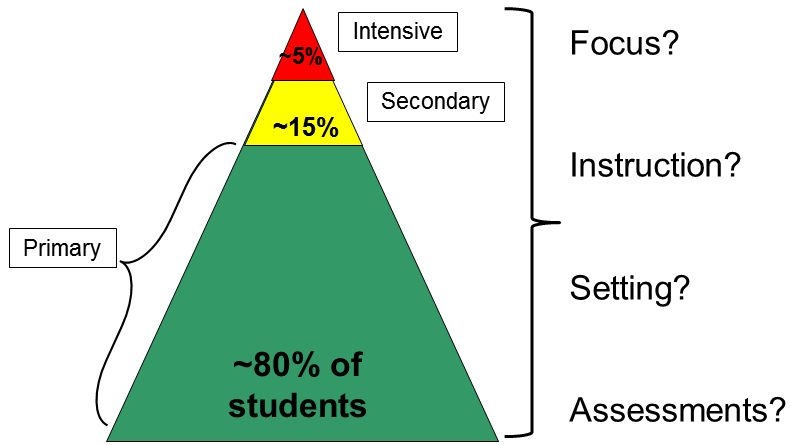 Intensive
~5%
Secondary
~15%
Primary
~80% of
students
Focus?
Instruction?
Setting?
Assessments?